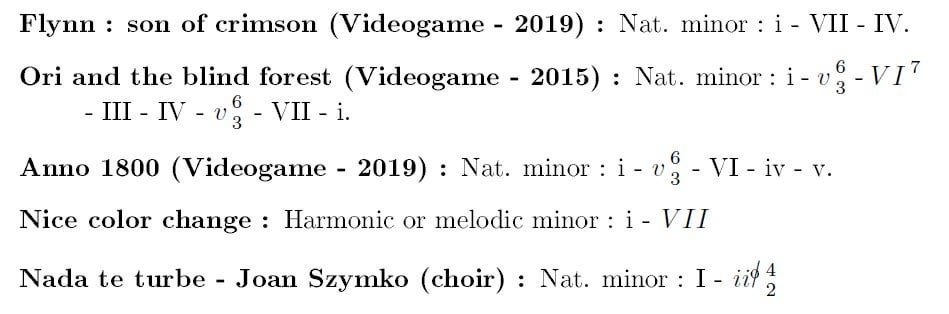 Flynn : son of crimson (Videogame - 2019) : Nat. minor : i - VII - IV.
Ori and the blind forest (Videogame - 2015) : Nat. minor : i - v 6 3 - VI 7
- III - IV - v 6 3 - VII - i.
Anno 1800 (Videogame - 2019) : Nat. minor : i - v 6 3 - VI - iv - v.
Nice color change : Harmonic or melodic minor : i - VII
Nada te turbe - Joan Szymko (choir) : Nat. minor : I - iiø 4 2